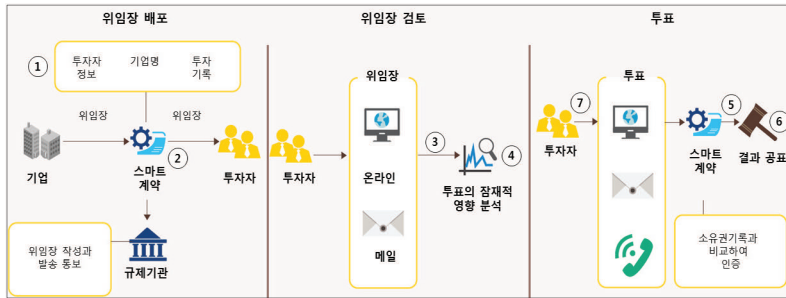 위임장 배포
위임장 검토
투표
1
투자자
정보
기업명
투자
기록
위임장
위임장
기업
스마트
계약
2
투자자
위임장 작성과
발송 통보
규제기관
투자자
위임장
온라인
메일
3
4
투표의 잠재적
영향 분석
투자자
7
투표
5
스마트
계약
6
결과 공표
소유권기록과
비교하여
인증